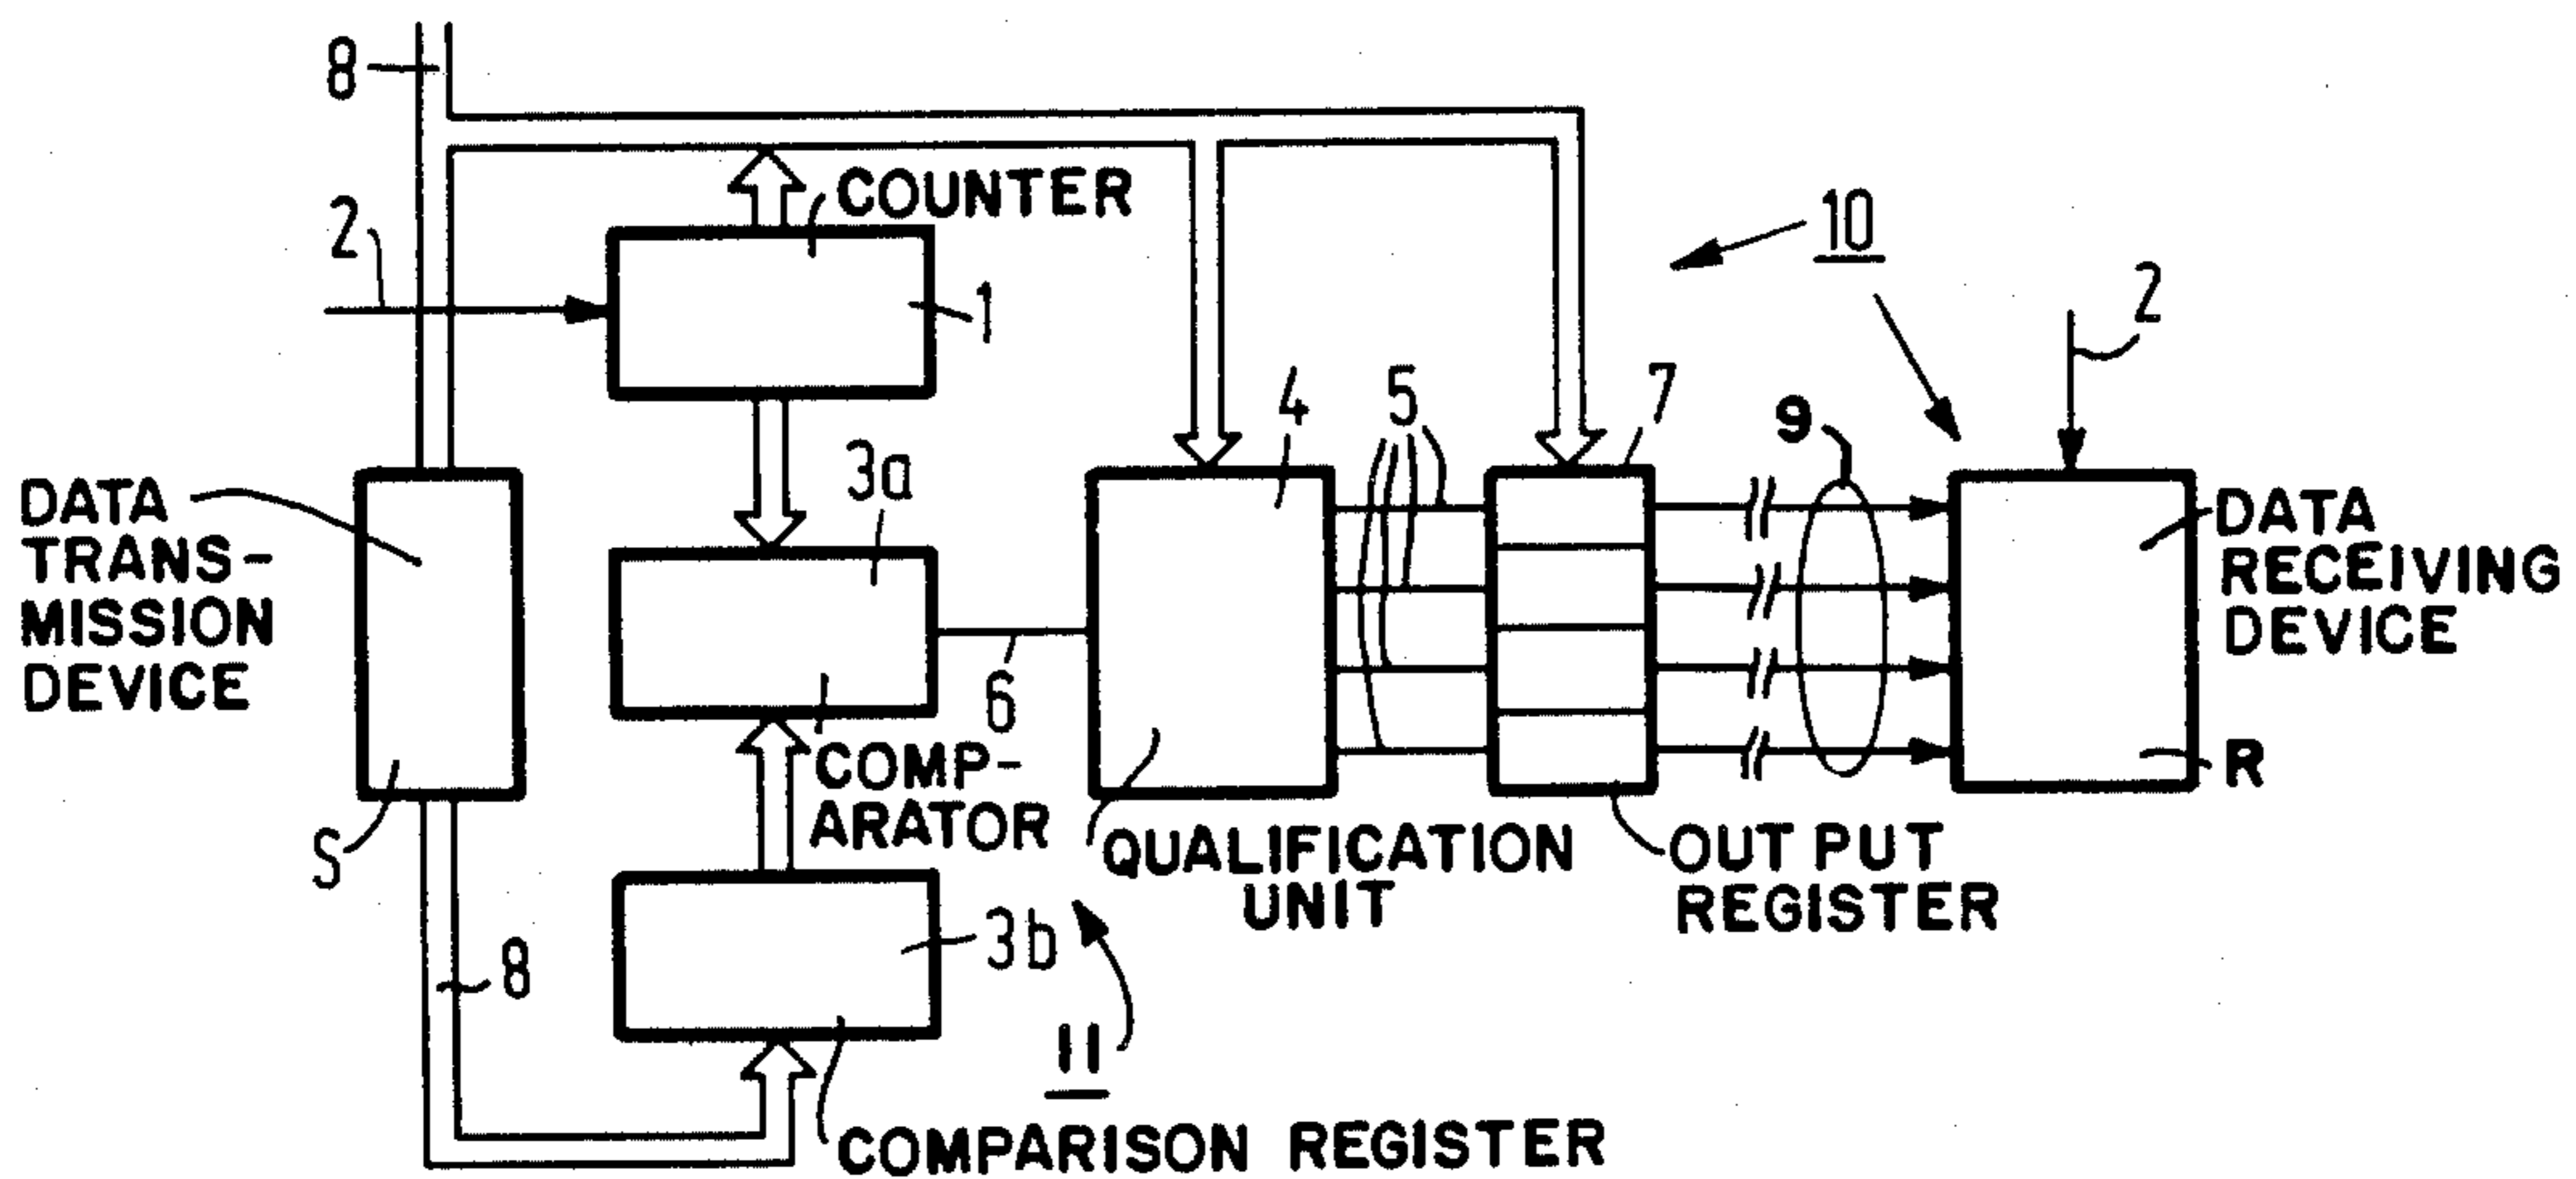 8
COUNTER
2
10
1
2
4
5
7
9
3a
DATA
TRANS-
MISSION
DEVICE
DATA
RECEIVING
DEVICE
6
R
COMP-
ARATOR
S
QUALIFICATION
UNIT
OUT PUT
REGISTER
3b
8
11
COMPARISON REGISTER